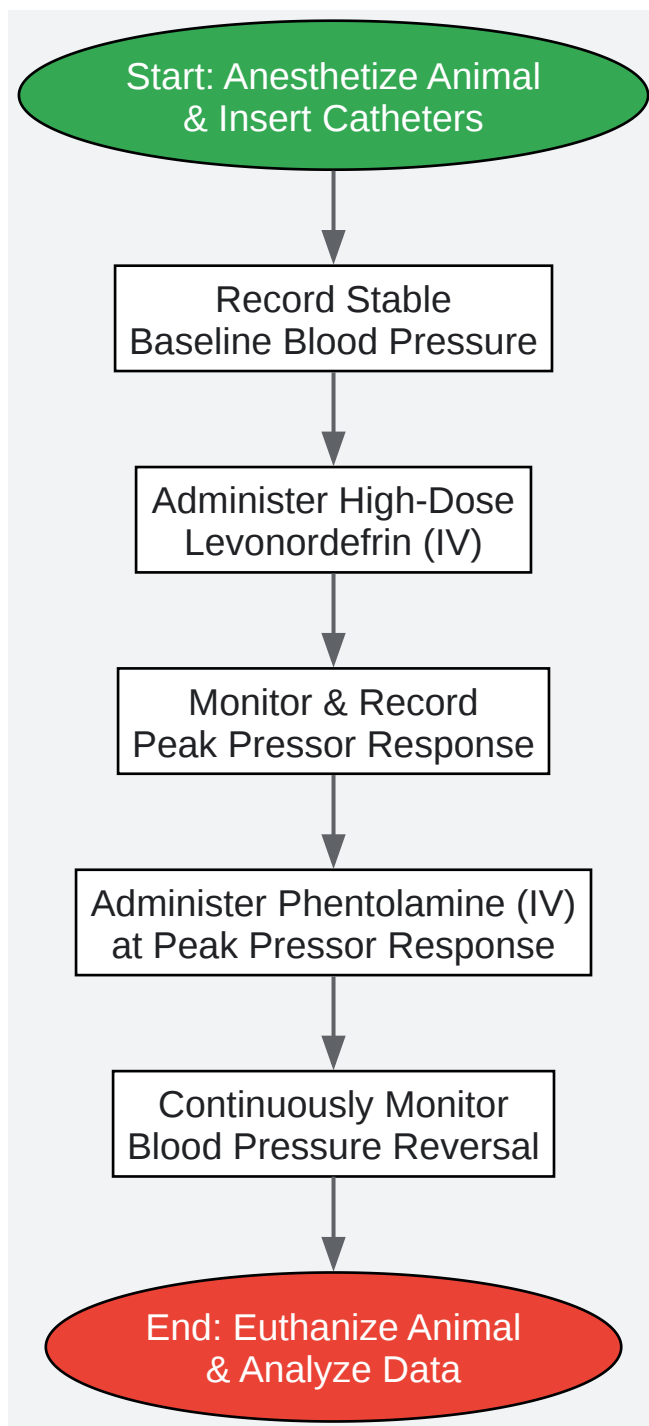 Start: Anesthetize Animal
& Insert Catheters
Record Stable
Baseline Blood Pressure
Administer High-Dose
Levonordefrin (IV)
Monitor & Record
Peak Pressor Response
Administer Phentolamine (IV)
at Peak Pressor Response
Continuously Monitor
Blood Pressure Reversal
End: Euthanize Animal
& Analyze Data